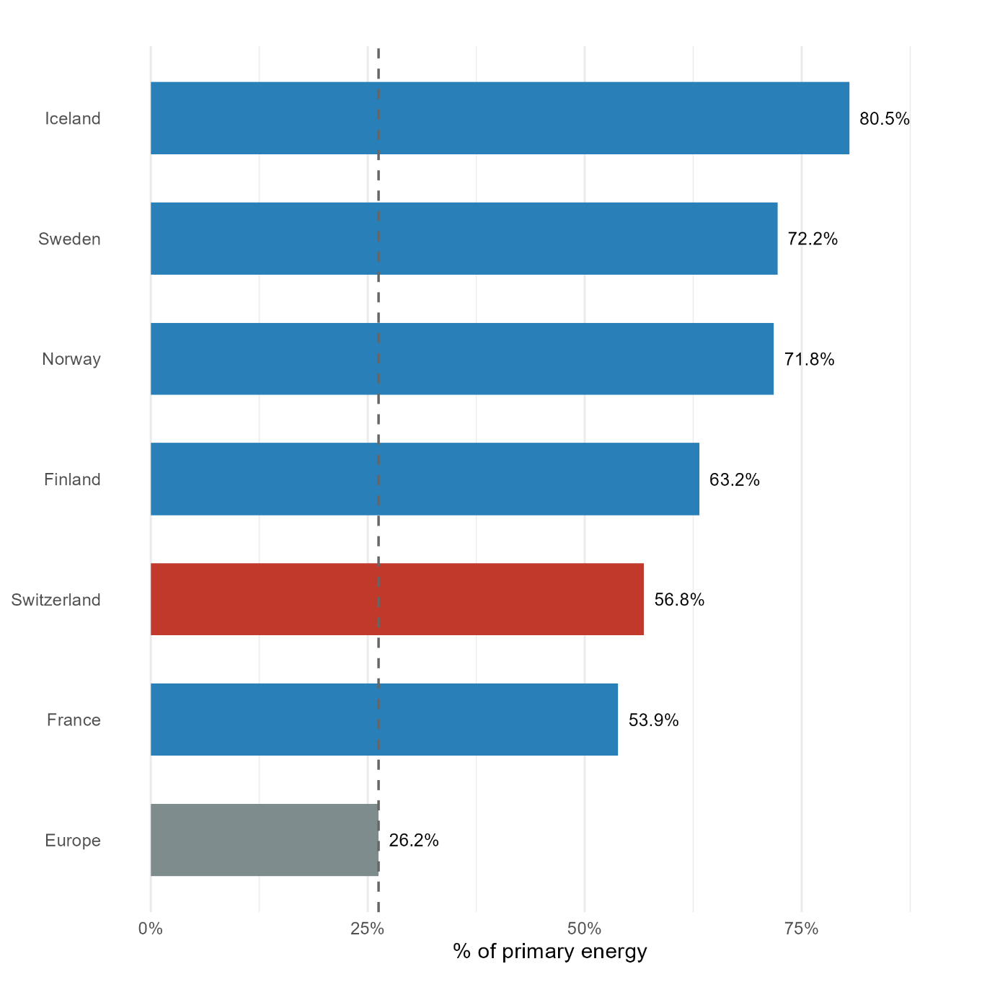 Iceland 80.5%
Sweden 72.2%
Norway 71.8%
Finland 63.2%
Switzerland 56.8%
France 53.9%
Europe 26.2%
0% 25% 50% 75%
% of primary energy